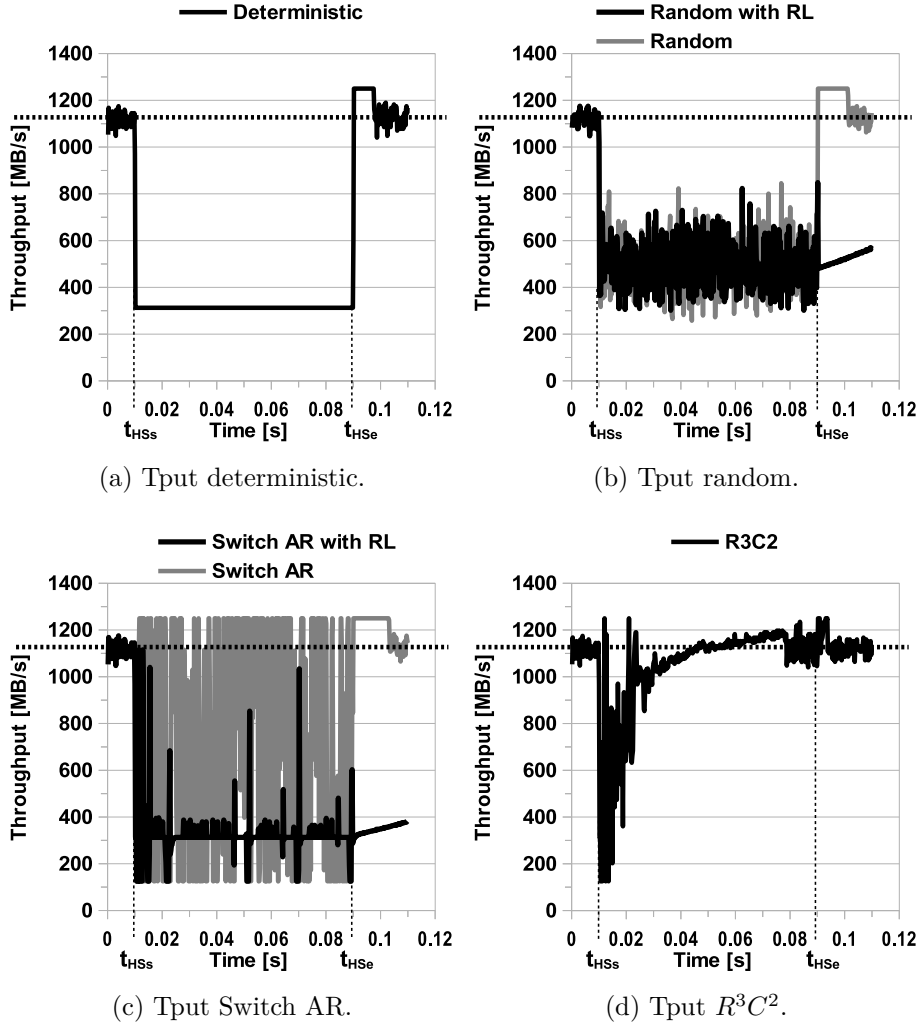 Deterministic
1400
1200
1000
800
600
400
200
0
Throughput [MB/s]
0 0.02 0.04 0.06 0.08 0.1 0.12
tHSs Time [s] tHSe
(a) Tput deterministic.
Random with RL
Random
1400
1200
1000
800
600
400
200
0
Throughput [MB/s]
0 0.02 0.04 0.06 0.08 0.1 0.12
tHSs Time [s] tHSe
(b) Tput random.
Switch AR with RL
Switch AR
1400
1200
1000
800
600
400
200
0
Throughput [MB/s]
0 0.02 0.04 0.06 0.08 0.1 0.12
tHSs Time [s] tHSe
(c) Tput Switch AR.
R3C2
1400
1200
1000
800
600
400
200
0
Throughput [MB/s]
0 0.02 0.04 0.06 0.08 0.1 0.12
tHSs Time [s] tHSe
(d) Tput R³C².